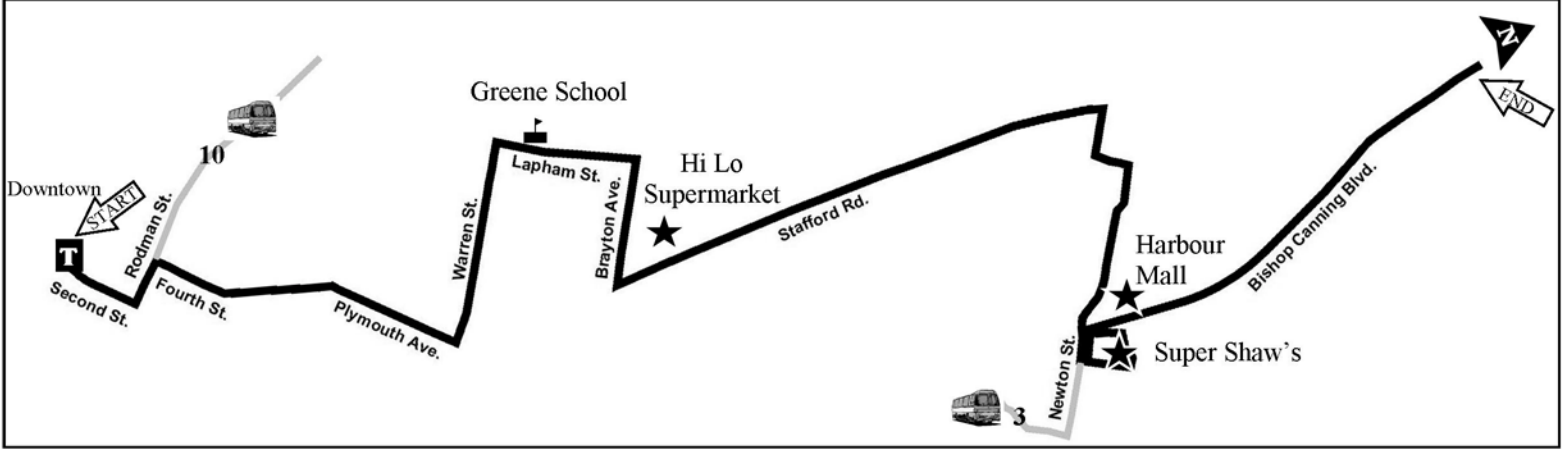 Greene School
10
Downtown
START
T
Second St.
Rodman St.
Fourth St.
Plymouth Ave.
Warren St.
Lapham St.
Brayton Ave.
Hi Lo
Supermarket
Stafford Rd.
Harbour
Mall
Super Shaw's
Newton St.
3
Bishop Canning Blvd.
N
END